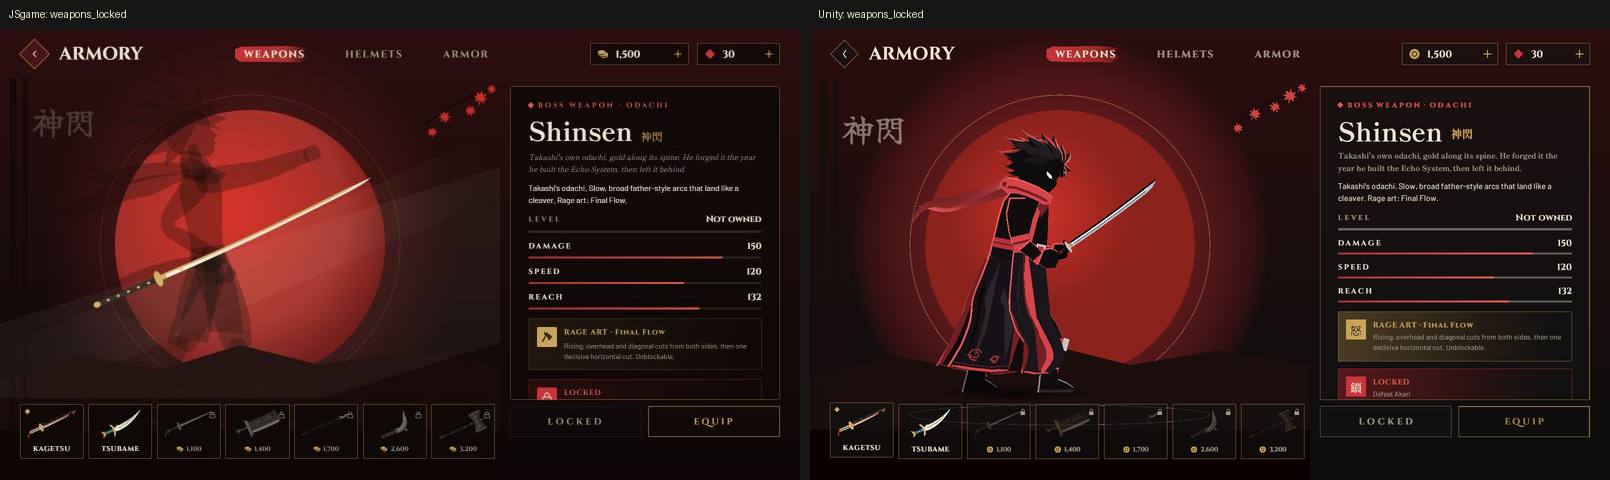 JSgame: weapons_locked
ARMORY
WEAPONS
HELMETS
ARMOR
1,500 +
30 +
神閃
BOSS WEAPON · ODACHI
Shinsen 神閃
Takashi's own odachi, gold along its spine. He forged it the year
he built the Echo System, then left it behind.
Takashi's odachi. Slow, broad father-style arcs that land like a
cleaver. Rage art: Final Flow.
LEVEL NOT OWNED
DAMAGE 150
SPEED 120
REACH 132
RAGE ART · FINAL FLOW
Rising, overhead and diagonal cuts from both sides, then one
decisive horizontal cut. Unblockable.
LOCKED
KAGETSU
TSUBAME
1,100
1,400
1,700
2,600
3,200
LOCKED
EQUIP
Unity: weapons_locked
ARMORY
WEAPONS
HELMETS
ARMOR
1,500 +
30 +
神閃
BOSS WEAPON · ODACHI
Shinsen 神閃
Takashi's own odachi, gold along its spine. He forged it the
year he built the Echo System, then left it behind.
Takashi's odachi. Slow, broad father-style arcs that land like a
cleaver. Rage art: Final Flow.
LEVEL NOT OWNED
DAMAGE 150
SPEED 120
REACH 132
RAGE ART · FINAL FLOW
Rising, overhead and diagonal cuts from both sides, then one
decisive horizontal cut. Unblockable.
鎖 LOCKED
Defeat Akari
KAGETSU
TSUBAME
1,100
1,400
1,700
2,600
3,200
LOCKED
EQUIP